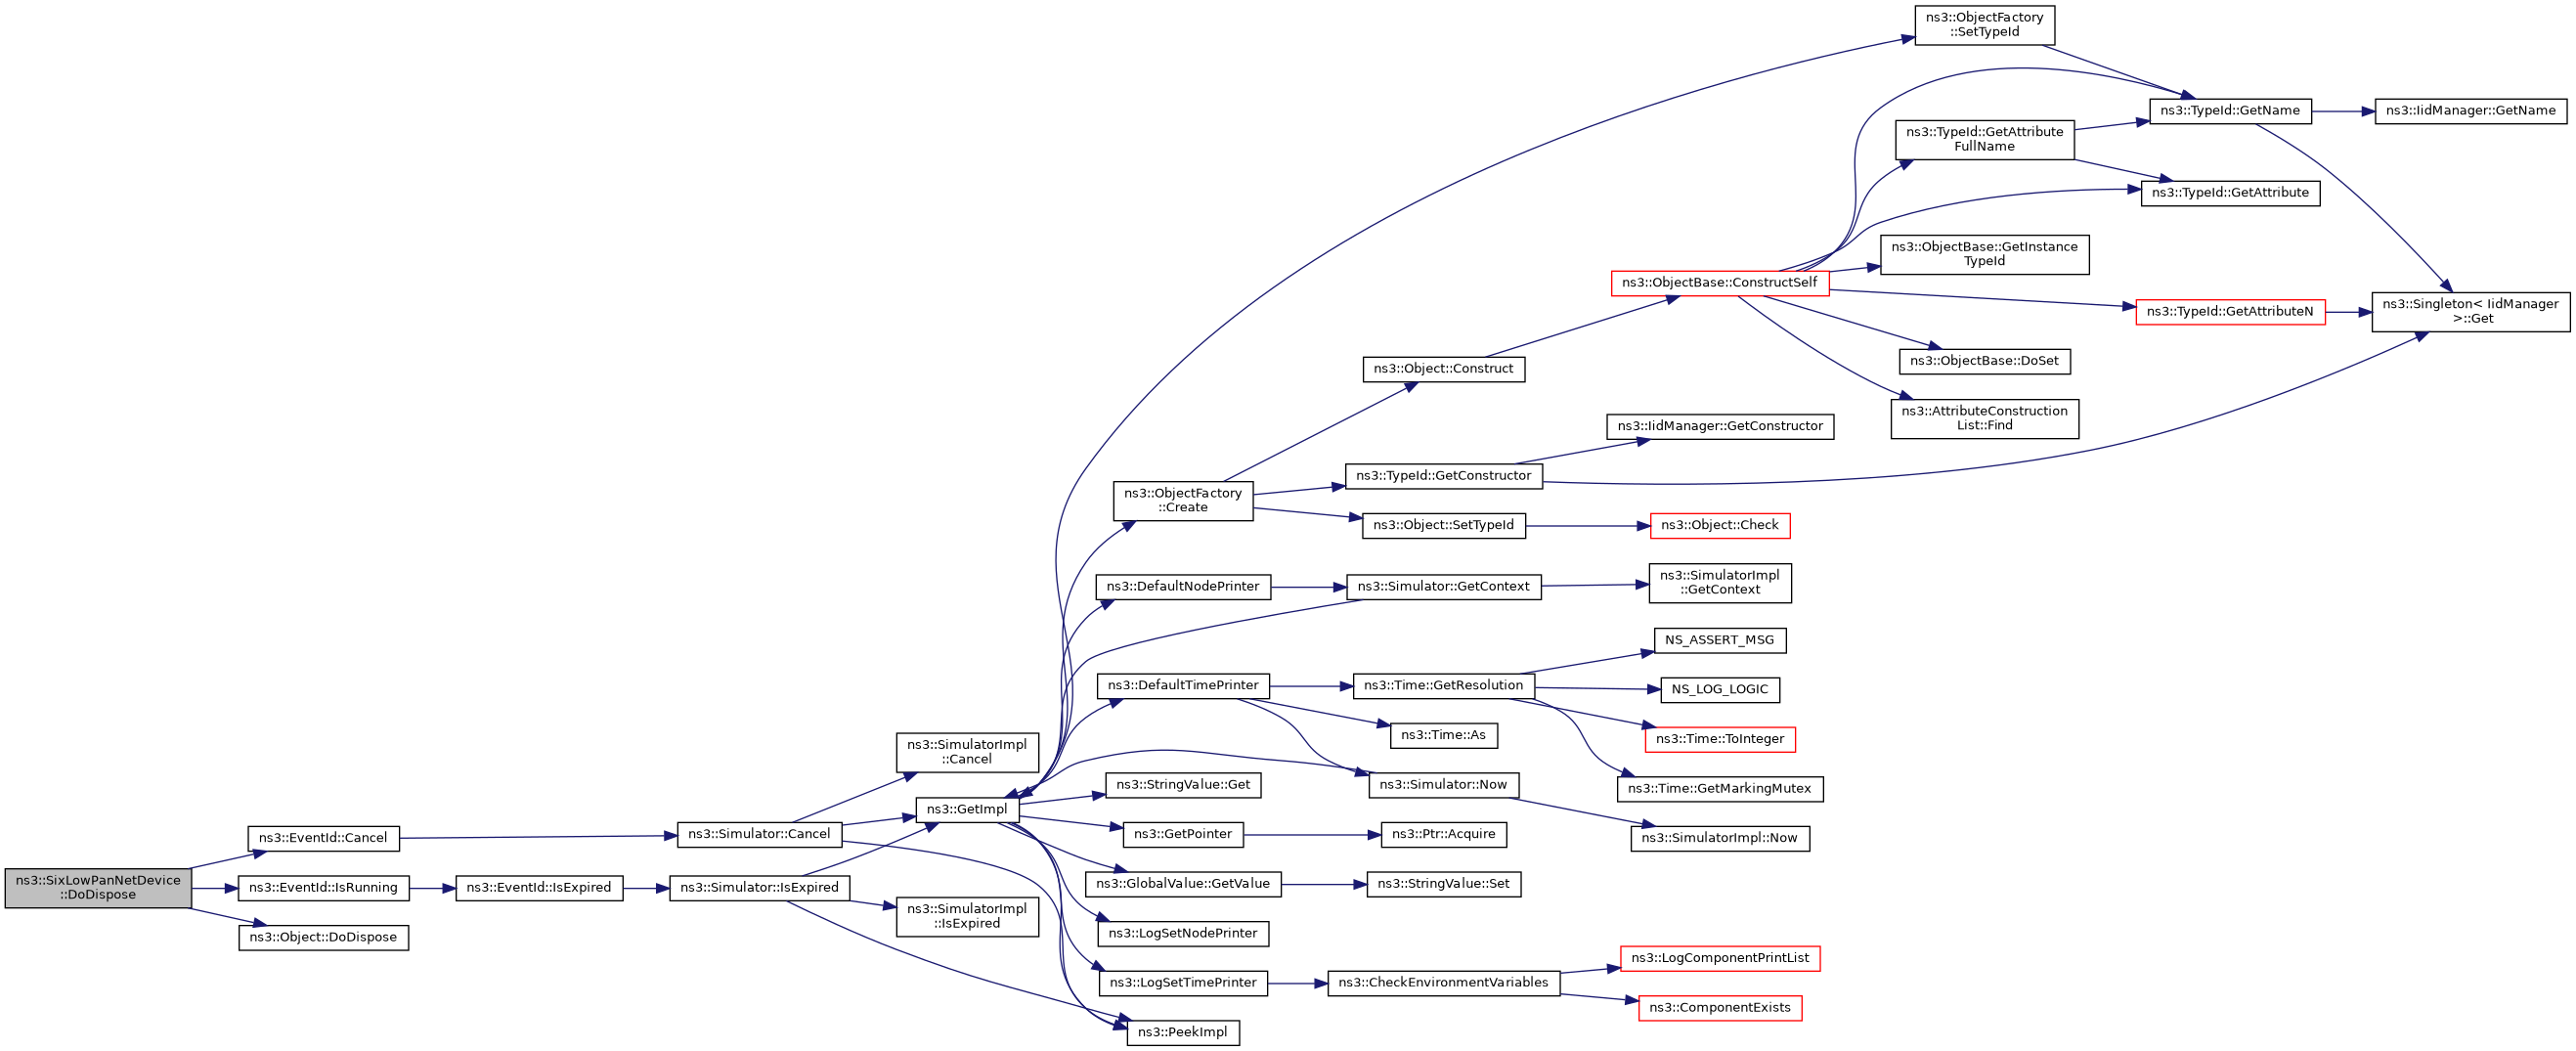 ns3::SixLowPanNetDevice
::DoDispose
ns3::EventId::Cancel
ns3::EventId::IsRunning
ns3::Object::DoDispose
ns3::EventId::IsExpired
ns3::Simulator::Cancel
ns3::Simulator::IsExpired
ns3::SimulatorImpl
::Cancel
ns3::GetImpl
ns3::SimulatorImpl
::IsExpired
ns3::ObjectFactory
::Create
ns3::DefaultNodePrinter
ns3::DefaultTimePrinter
ns3::StringValue::Get
ns3::GetPointer
ns3::GlobalValue::GetValue
ns3::LogSetNodePrinter
ns3::LogSetTimePrinter
ns3::PeekImpl
ns3::Object::Construct
ns3::TypeId::GetConstructor
ns3::Object::SetTypeId
ns3::Simulator::GetContext
ns3::Time::GetResolution
ns3::Time::As
ns3::Simulator::Now
ns3::Ptr::Acquire
ns3::StringValue::Set
ns3::CheckEnvironmentVariables
ns3::ObjectBase::ConstructSelf
ns3::IidManager::GetConstructor
ns3::Object::Check
ns3::SimulatorImpl
::GetContext
NS_ASSERT_MSG
NS_LOG_LOGIC
ns3::Time::ToInteger
ns3::Time::GetMarkingMutex
ns3::SimulatorImpl::Now
ns3::LogComponentPrintList
ns3::ComponentExists
ns3::ObjectFactory
::SetTypeId
ns3::TypeId::GetAttribute
FullName
ns3::ObjectBase::GetInstance
TypeId
ns3::ObjectBase::DoSet
ns3::AttributeConstruction
List::Find
ns3::TypeId::GetName
ns3::TypeId::GetAttribute
ns3::TypeId::GetAttributeN
ns3::IidManager::GetName
ns3::Singleton< IidManager
>::Get